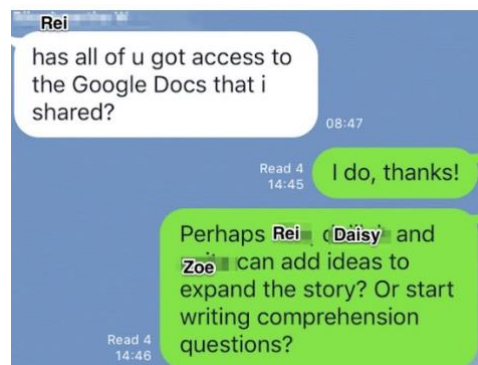 Rei
has all of u got access to
the Google Docs that i
shared?
08:47
Read 4
14:45
I do, thanks!
Perhaps Rei Daisy and
Zoe can add ideas to
expand the story? Or start
writing comprehension
questions?
Read 4
14:46